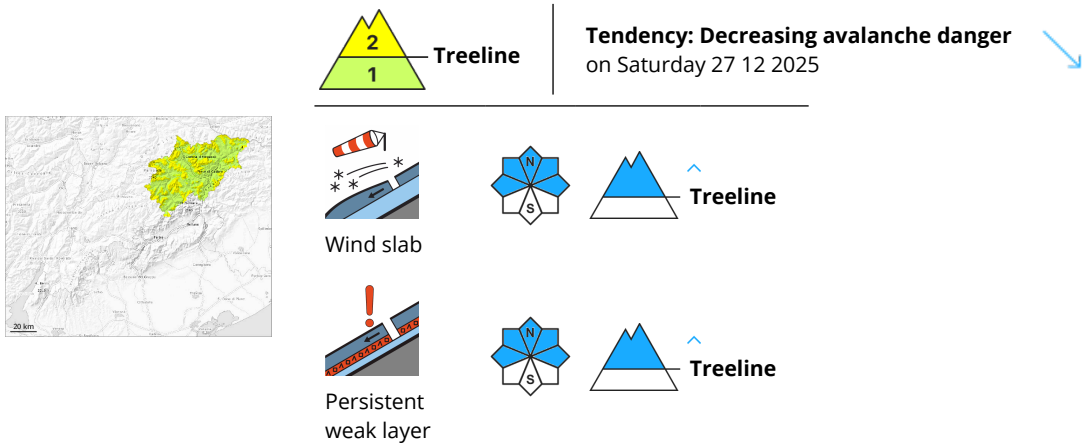 2
1
Treeline
Tendency: Decreasing avalanche danger
on Saturday 27 12 2025
N
S
Treeline
Wind slab
N
S
Treeline
Persistent
weak layer
20 km